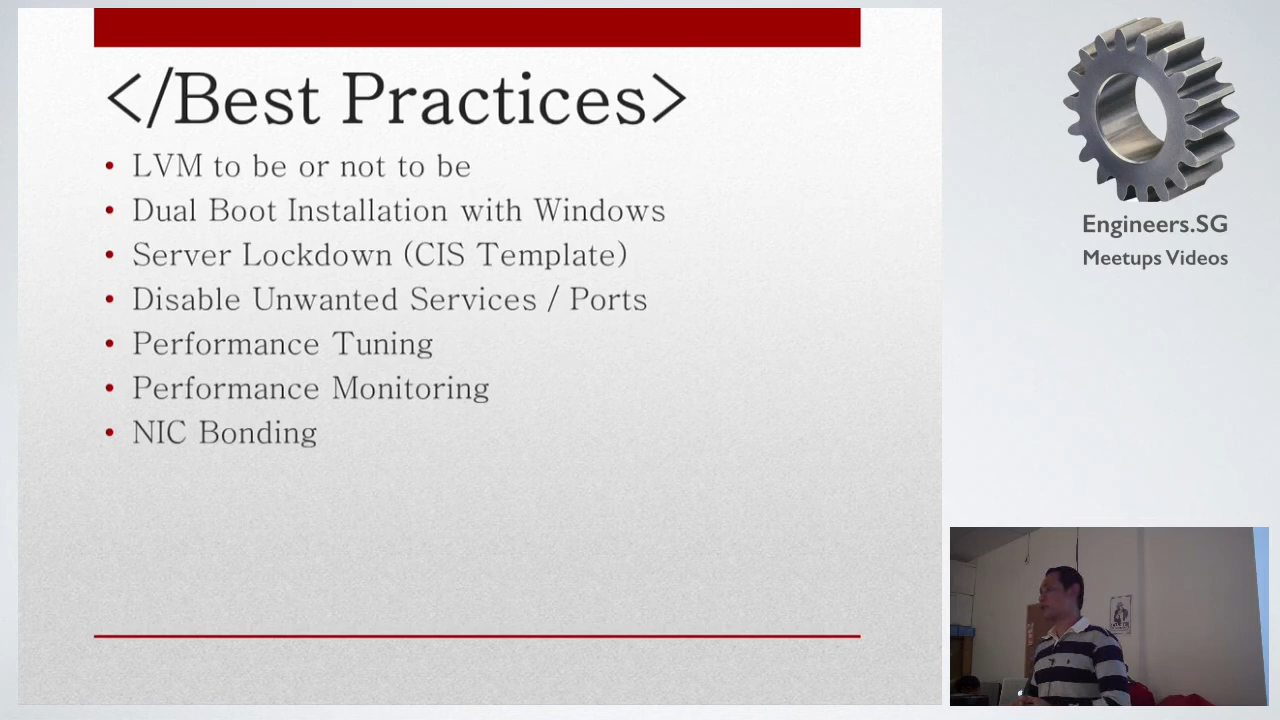 </Best Practices>
• LVM to be or not to be
• Dual Boot Installation with Windows
• Server Lockdown (CIS Template)
• Disable Unwanted Services / Ports
• Performance Tuning
• Performance Monitoring
• NIC Bonding
Engineers.SG
Meetups Videos